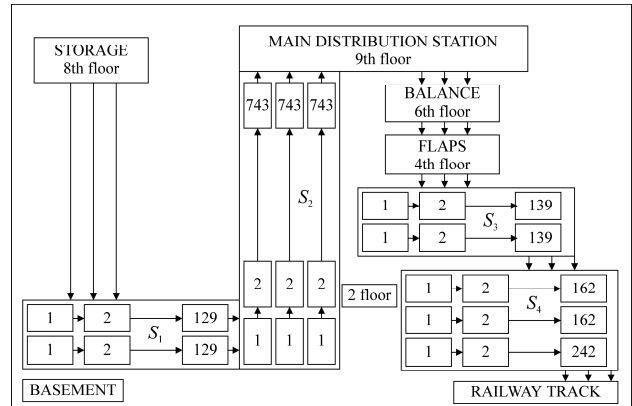 STORAGE
8th floor
MAIN DISTRIBUTION STATION
9th floor
743 743 743
BALANCE
6th floor
FLAPS
4th floor
S2
1 2 S3 139
1 2 139
2 2 2
2 floor
1 2 S4 162
1 2 162
1 2 242
1 2 S1 129
1 2 129
1 1 1
BASEMENT
RAILWAY TRACK